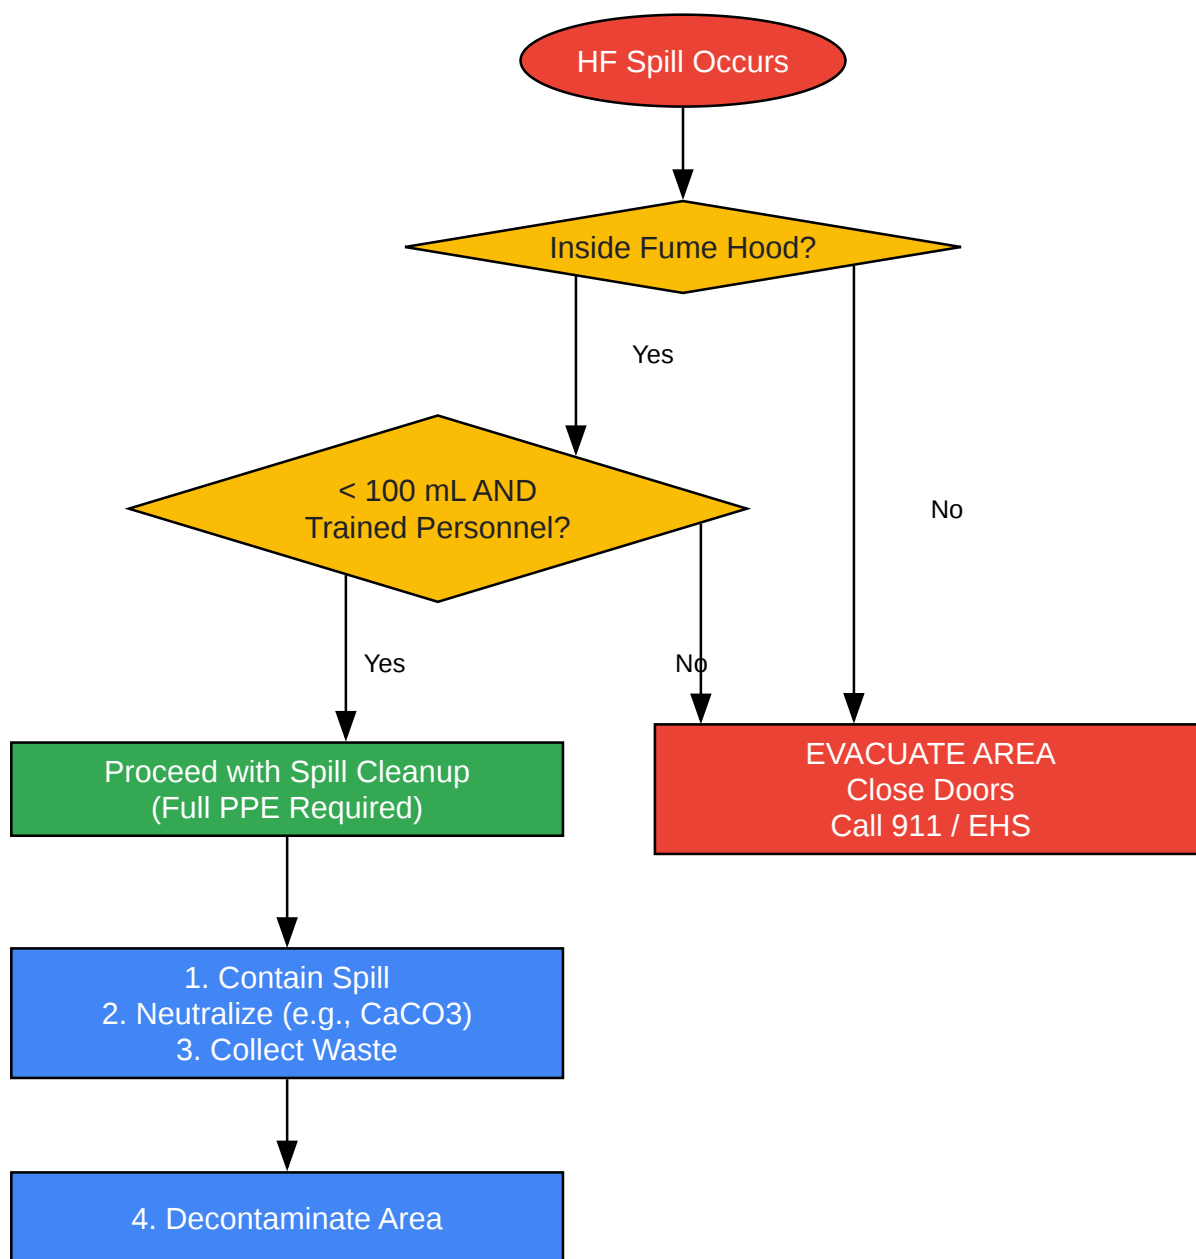 HF Spill Occurs
Inside Fume Hood?
Yes
No
< 100 mL AND
Trained Personnel?
Yes
No
Proceed with Spill Cleanup
(Full PPE Required)
EVACUATE AREA
Close Doors
Call 911 / EHS
1. Contain Spill
2. Neutralize (e.g., CaCO3)
3. Collect Waste
4. Decontaminate Area